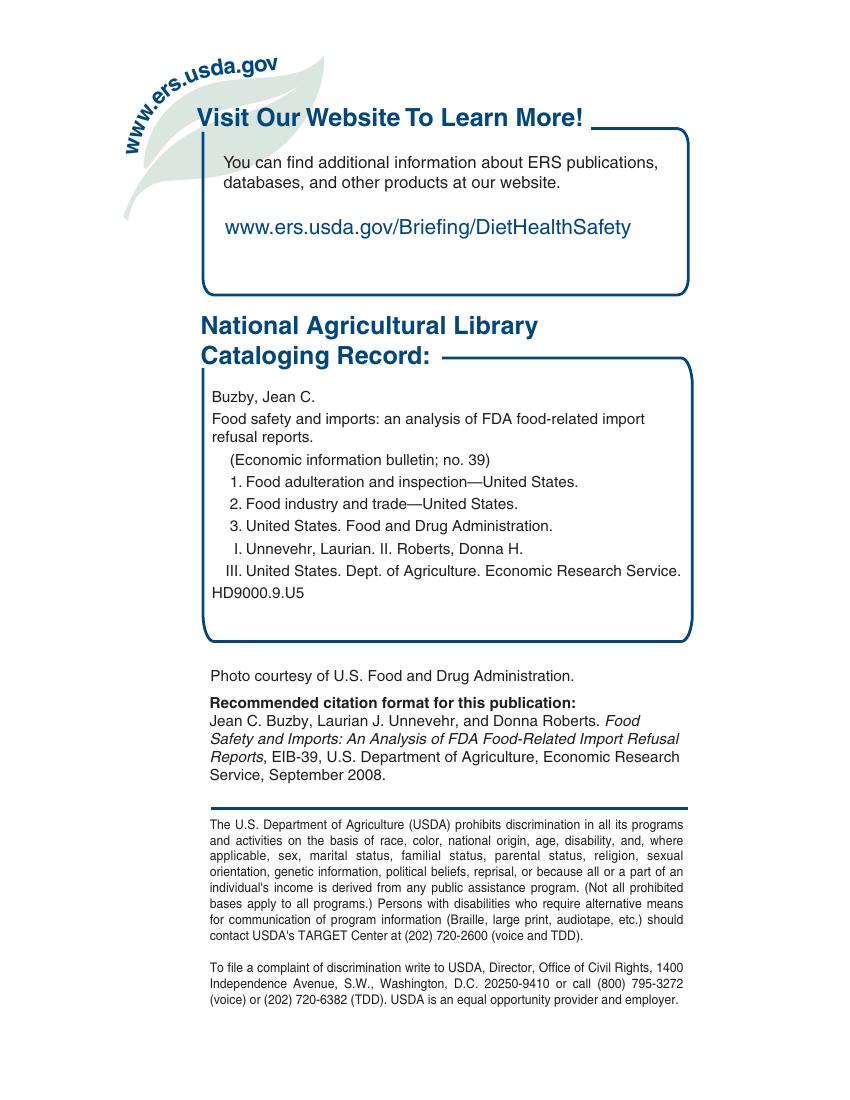 www.ers.usda.gov
Visit Our Website To Learn More!
You can find additional information about ERS publications,
databases, and other products at our website.
www.ers.usda.gov/Briefing/DietHealthSafety
National Agricultural Library
Cataloging Record:
Buzby, Jean C.
Food safety and imports: an analysis of FDA food-related import
refusal reports.
(Economic information bulletin; no. 39)
1. Food adulteration and inspection—United States.
2. Food industry and trade—United States.
3. United States. Food and Drug Administration.
I. Unnevehr, Laurian. II. Roberts, Donna H.
III. United States. Dept. of Agriculture. Economic Research Service.
HD9000.9.U5
Photo courtesy of U.S. Food and Drug Administration.
Recommended citation format for this publication:
Jean C. Buzby, Laurian J. Unnevehr, and Donna Roberts. Food
Safety and Imports: An Analysis of FDA Food-Related Import Refusal
Reports, EIB-39, U.S. Department of Agriculture, Economic Research
Service, September 2008.
The U.S. Department of Agriculture (USDA) prohibits discrimination in all its programs
and activities on the basis of race, color, national origin, age, disability, and, where
applicable, sex, marital status, familial status, parental status, religion, sexual
orientation, genetic information, political beliefs, reprisal, or because all or a part of an
individual's income is derived from any public assistance program. (Not all prohibited
bases apply to all programs.) Persons with disabilities who require alternative means
for communication of program information (Braille, large print, audiotape, etc.) should
contact USDA's TARGET Center at (202) 720-2600 (voice and TDD).
To file a complaint of discrimination write to USDA, Director, Office of Civil Rights, 1400
Independence Avenue, S.W., Washington, D.C. 20250-9410 or call (800) 795-3272
(voice) or (202) 720-6382 (TDD). USDA is an equal opportunity provider and employer.